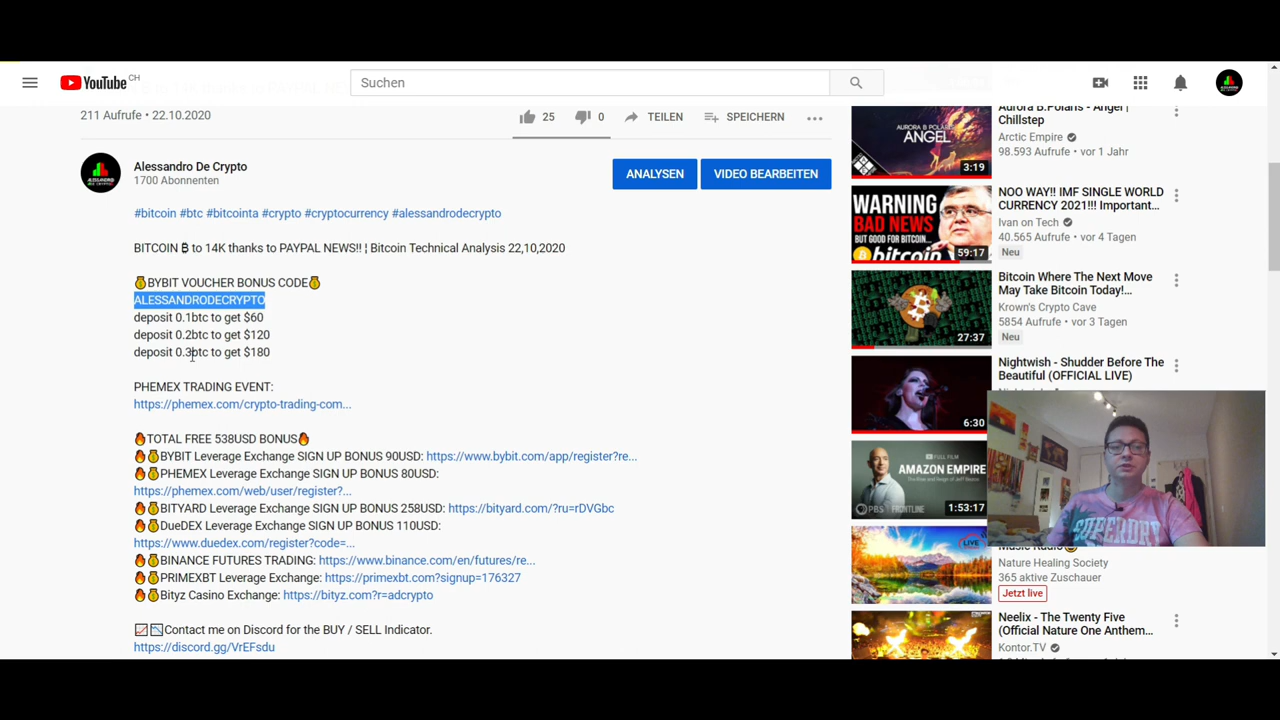 YouTube CH
Suchen
211 Aufrufe • 22.10.2020
25
0
TEILEN
SPEICHERN
Alessandro De Crypto
1700 Abonnenten
ANALYSEN
VIDEO BEARBEITEN
#bitcoin #btc #bitcointa #crypto #cryptocurrency #alessandrodecrypto
BITCOIN ₿ to 14K thanks to PAYPAL NEWS!! ¦ Bitcoin Technical Analysis 22,10,2020
💰BYBIT VOUCHER BONUS CODE💰
ALESSANDRODECRYPTO
deposit 0.1btc to get $60
deposit 0.2btc to get $120
deposit 0.3btc to get $180
PHEMEX TRADING EVENT:
https://phemex.com/crypto-trading-com...
🔥TOTAL FREE 538USD BONUS🔥
🔥💰BYBIT Leverage Exchange SIGN UP BONUS 90USD: https://www.bybit.com/app/register?re...
🔥💰PHEMEX Leverage Exchange SIGN UP BONUS 80USD:
https://phemex.com/web/user/register?...
🔥💰BITYARD Leverage Exchange SIGN UP BONUS 258USD: https://bityard.com/?ru=rDVGbc
🔥💰DueDEX Leverage Exchange SIGN UP BONUS 110USD:
https://www.duedex.com/register?code=...
🔥💰BINANCE FUTURES TRADING: https://www.binance.com/en/futures/re...
🔥💰PRIMEXBT Leverage Exchange: https://primexbt.com?signup=176327
🔥💰Bityz Casino Exchange: https://bityz.com?r=adcrypto
📈📉Contact me on Discord for the BUY / SELL Indicator.
https://discord.gg/VrEFsdu
AURORA B.POLARIS
ANGEL
3:19
Aurora B.Polaris - Angel |
Chillstep
Arctic Empire
98.593 Aufrufe • vor 1 Jahr
WARNING
BAD NEWS
BUT GOOD FOR BITCOIN...
bitcoin
59:17
NOO WAY!! IMF SINGLE WORLD
CURRENCY 2021!!! Important...
Ivan on Tech
40.565 Aufrufe • vor 4 Tagen
Neu
27:37
Bitcoin Where The Next Move
May Take Bitcoin Today!...
Krown's Crypto Cave
5854 Aufrufe • vor 3 Tagen
Neu
6:30
Nightwish - Shudder Before The
Beautiful (OFFICIAL LIVE)
FULL FILM
AMAZON EMPIRE
PBS FRONTLINE
1:53:17
SUPERDRY
LIVE
Music Radio
Nature Healing Society
365 aktive Zuschauer
Jetzt live
Neelix - The Twenty Five
(Official Nature One Anthem...
Kontor.TV